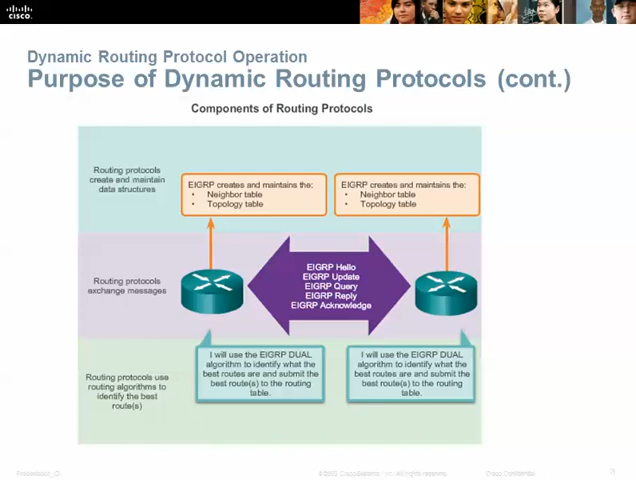 CISCO.
Dynamic Routing Protocol Operation
Purpose of Dynamic Routing Protocols (cont.)
Components of Routing Protocols
Routing protocols
create and maintain
data structures
EIGRP creates and maintains the:
• Neighbor table
• Topology table
EIGRP creates and maintains the:
• Neighbor table
• Topology table
Routing protocols
exchange messages
EIGRP Hello
EIGRP Update
EIGRP Query
EIGRP Reply
EIGRP Acknowledge
Routing protocols use
routing algorithms to
identify the best
route(s)
I will use the EIGRP DUAL
algorithm to identify what the
best routes are and submit the
best route(s) to the routing
table.
I will use the EIGRP DUAL
algorithm to identify what the
best routes are and submit the
best route(s) to the routing
table.
Presentation_ID
Inc. All rights reserved.
Cisco Confidential